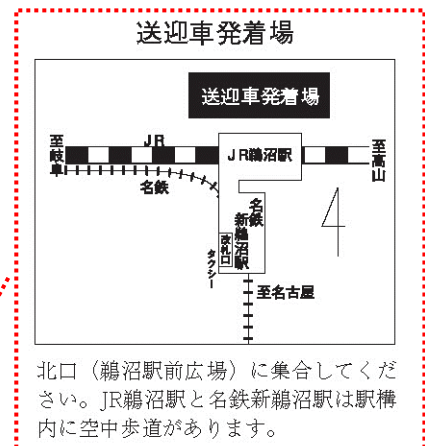 送迎車発着場
送迎車発着場
至岐阜
JR
JR鵜沼駅
至高山
名鉄
名鉄
新鵜沼駅
改札口
タクシー
至名古屋
北口（鵜沼駅前広場）に集合してくだ
さい。JR鵜沼駅と名鉄新鵜沼駅は駅構
内に空中歩道があります。